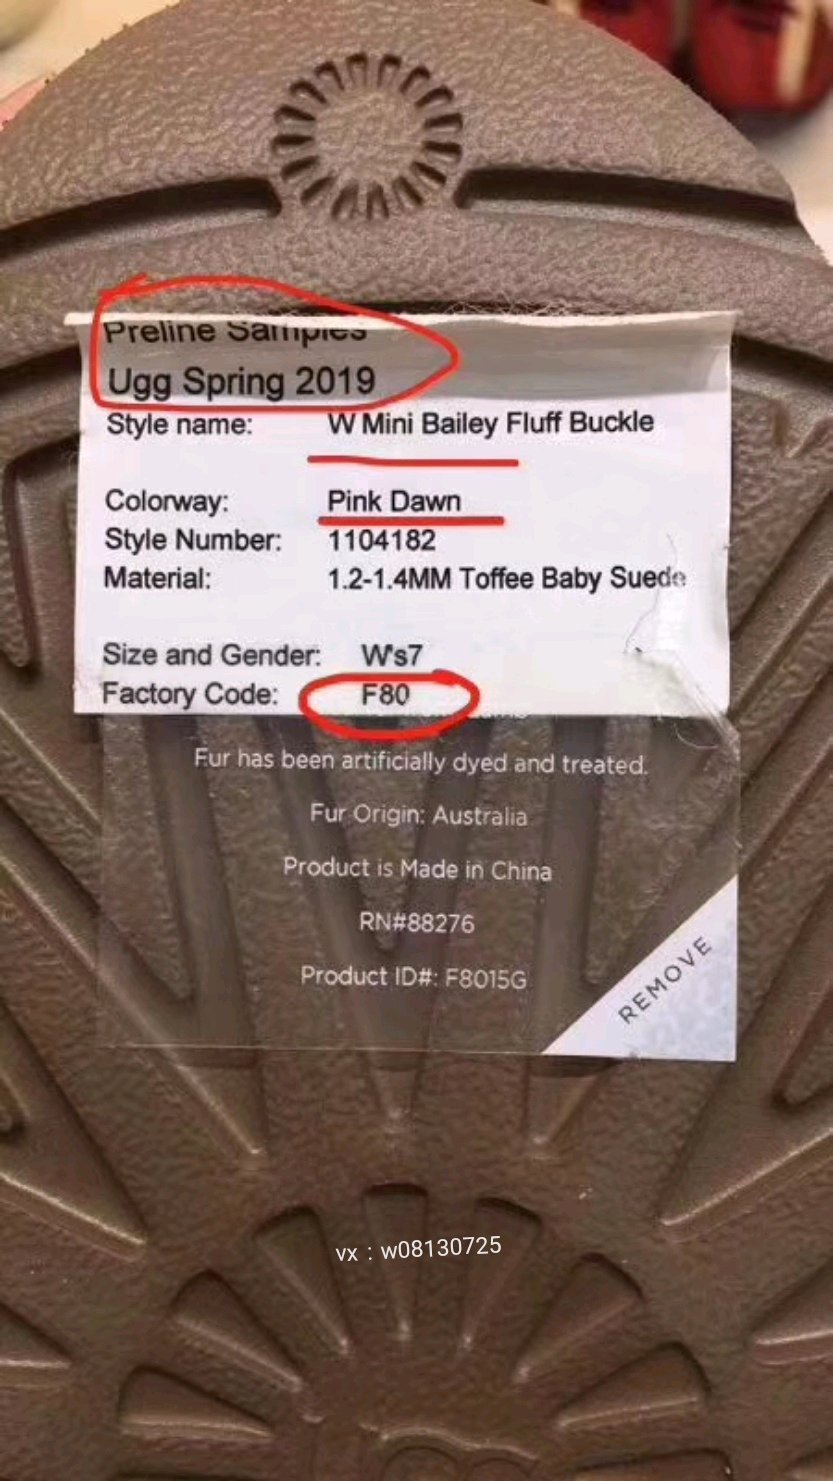 Preline Samples
Ugg Spring 2019
Style name: W Mini Bailey Fluff Buckle
Colorway: Pink Dawn
Style Number: 1104182
Material: 1.2-1.4MM Toffee Baby Suede
Size and Gender: W's7
Factory Code: F80
Fur has been artificially dyed and treated.
Fur Origin: Australia
Product is Made in China
RN#88276
Product ID#: F8015G
REMOVE
vx : w08130725